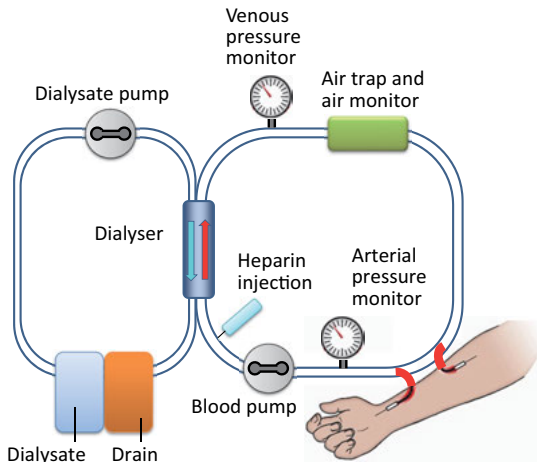 Venous
pressure
monitor
Air trap and
air monitor
Dialysate pump
Dialyser
Heparin
injection
Arterial
pressure
monitor
Blood pump
Dialysate
Drain